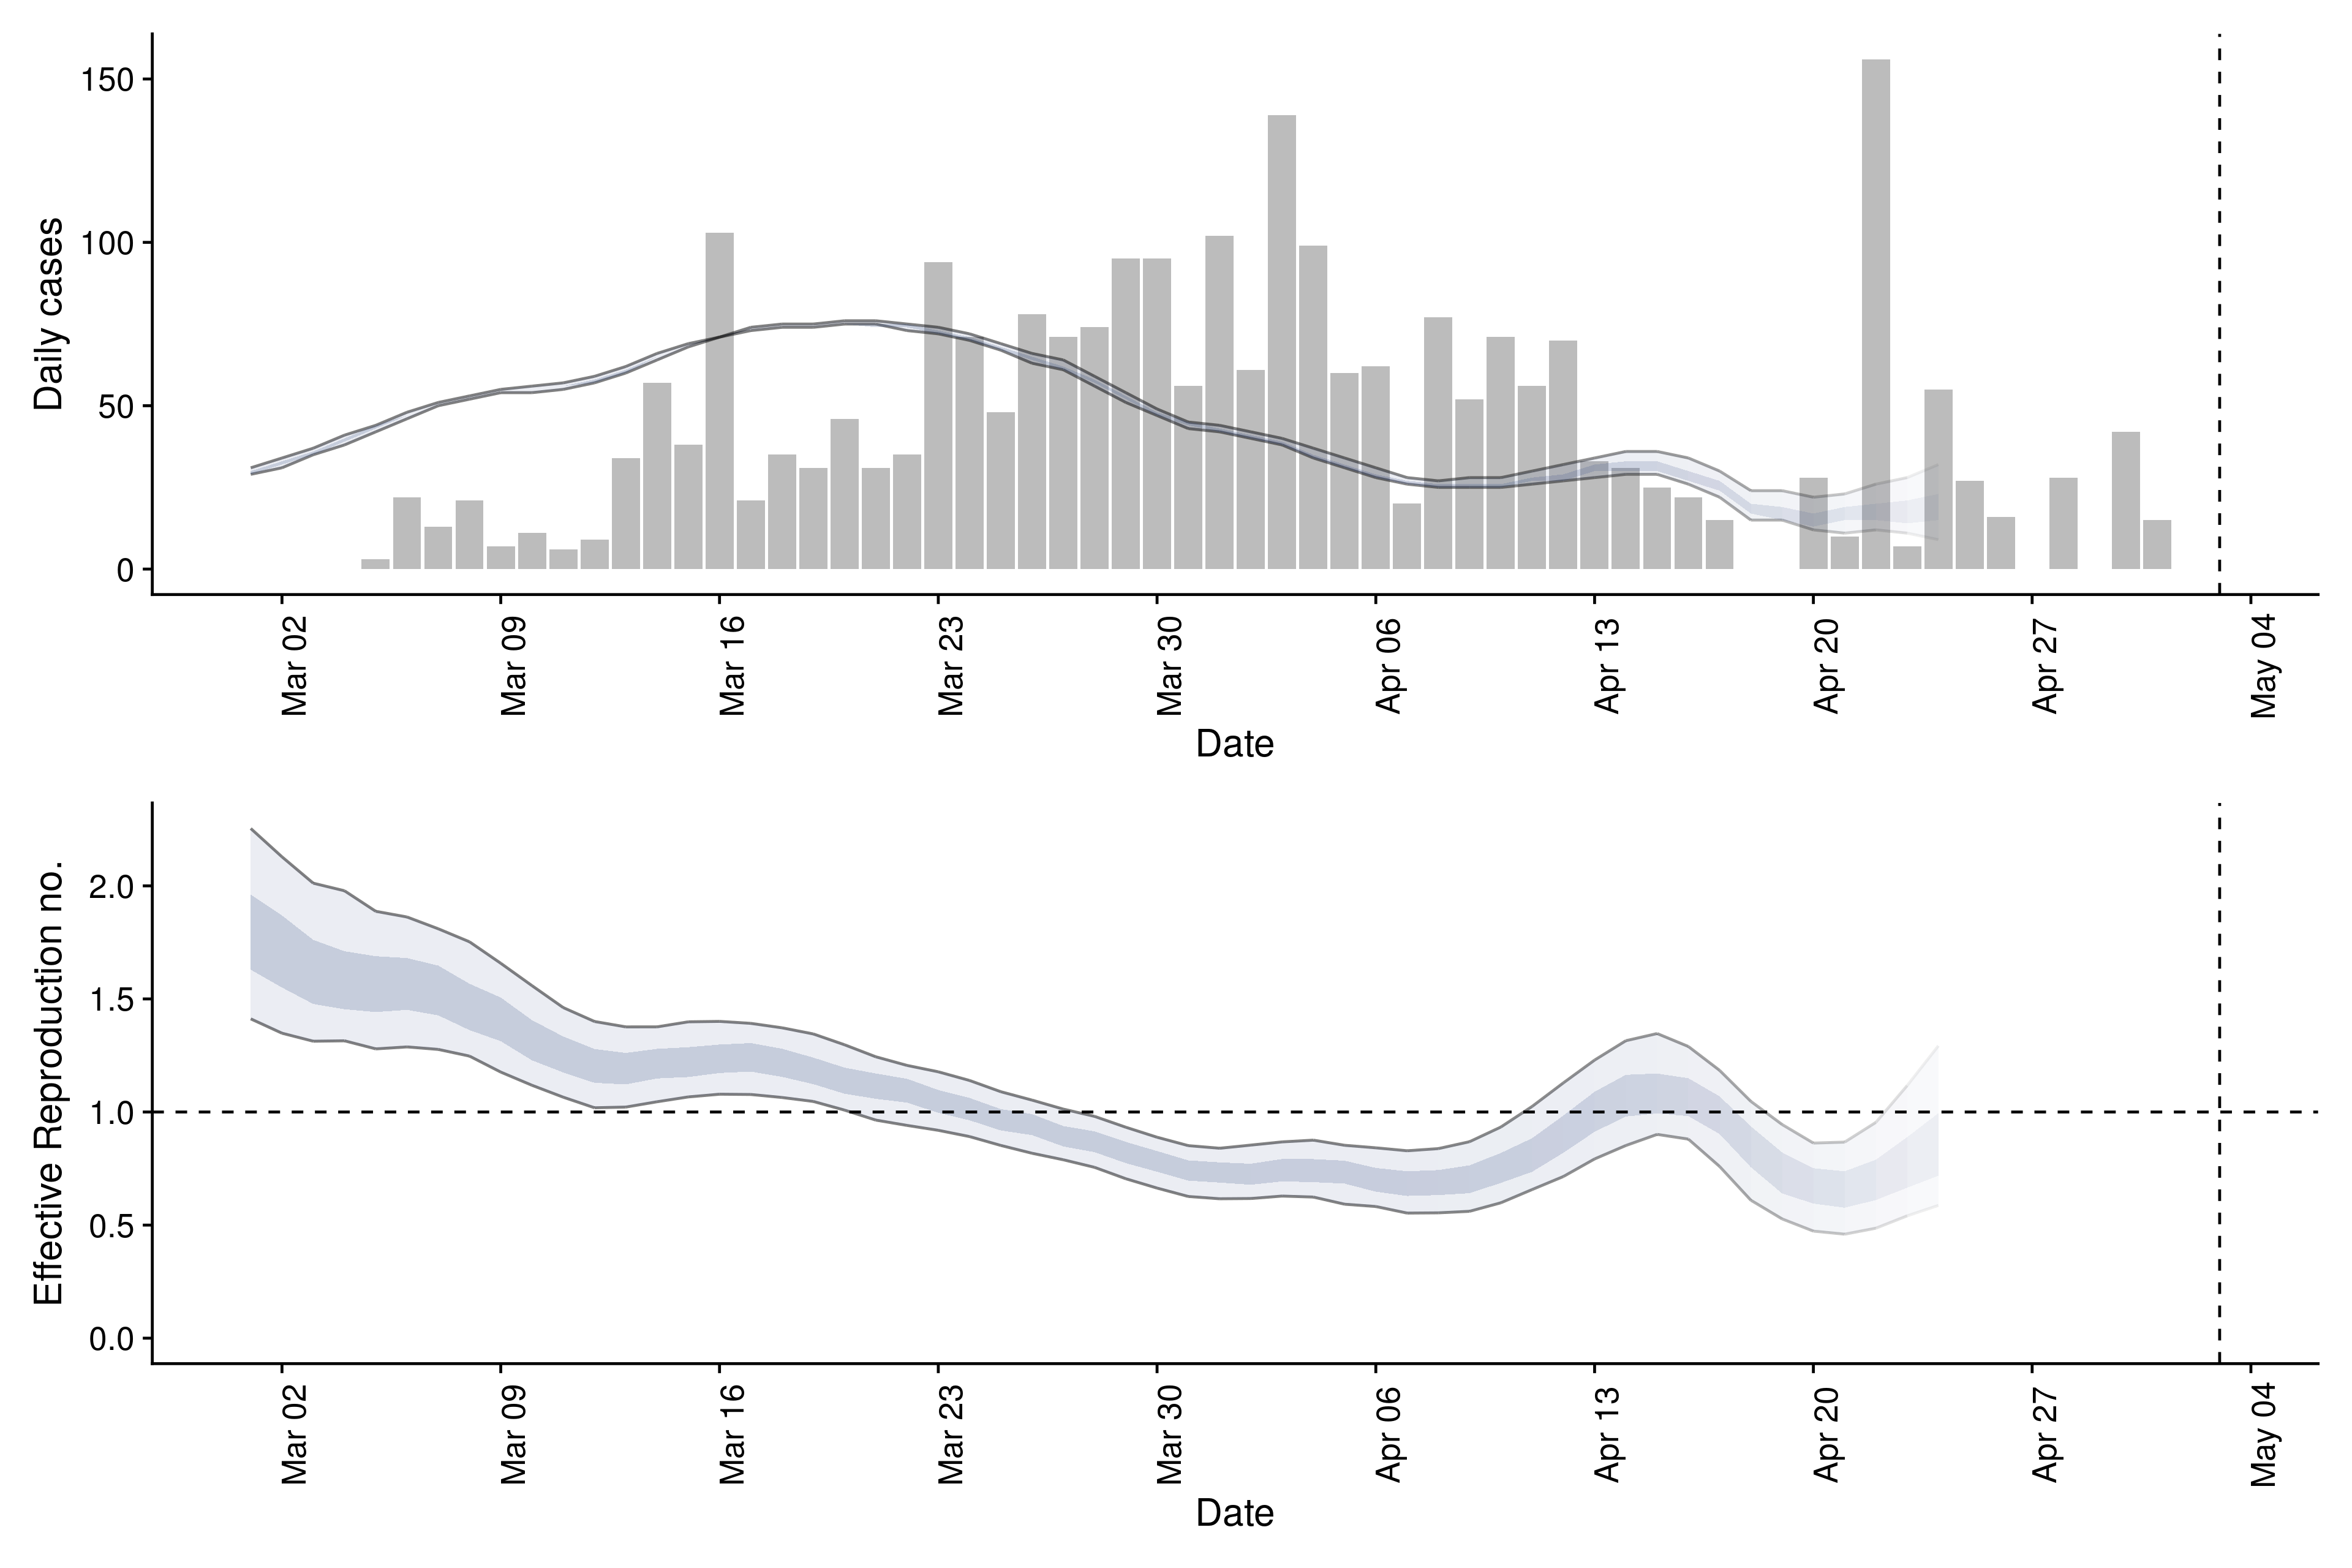 Daily cases
150
100
50
0
Mar 02
Mar 09
Mar 16
Mar 23
Mar 30
Apr 06
Apr 13
Apr 20
Apr 27
May 04
Date
Effective Reproduction no.
2.0
1.5
1.0
0.5
0.0
Mar 02
Mar 09
Mar 16
Mar 23
Mar 30
Apr 06
Apr 13
Apr 20
Apr 27
May 04
Date